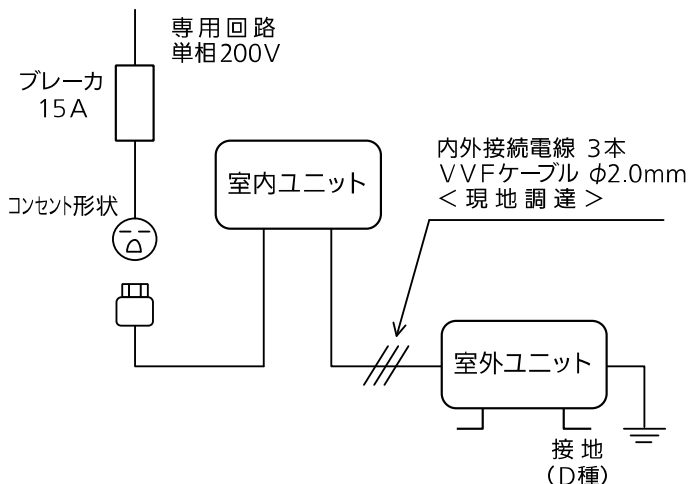 専用回路
単相200V
ブレーカ
15A
コンセント形状
室内ユニット
内外接続電線 3本
VVFケーブル φ2.0mm
<現地調達>
室外ユニット
接地
(D種)